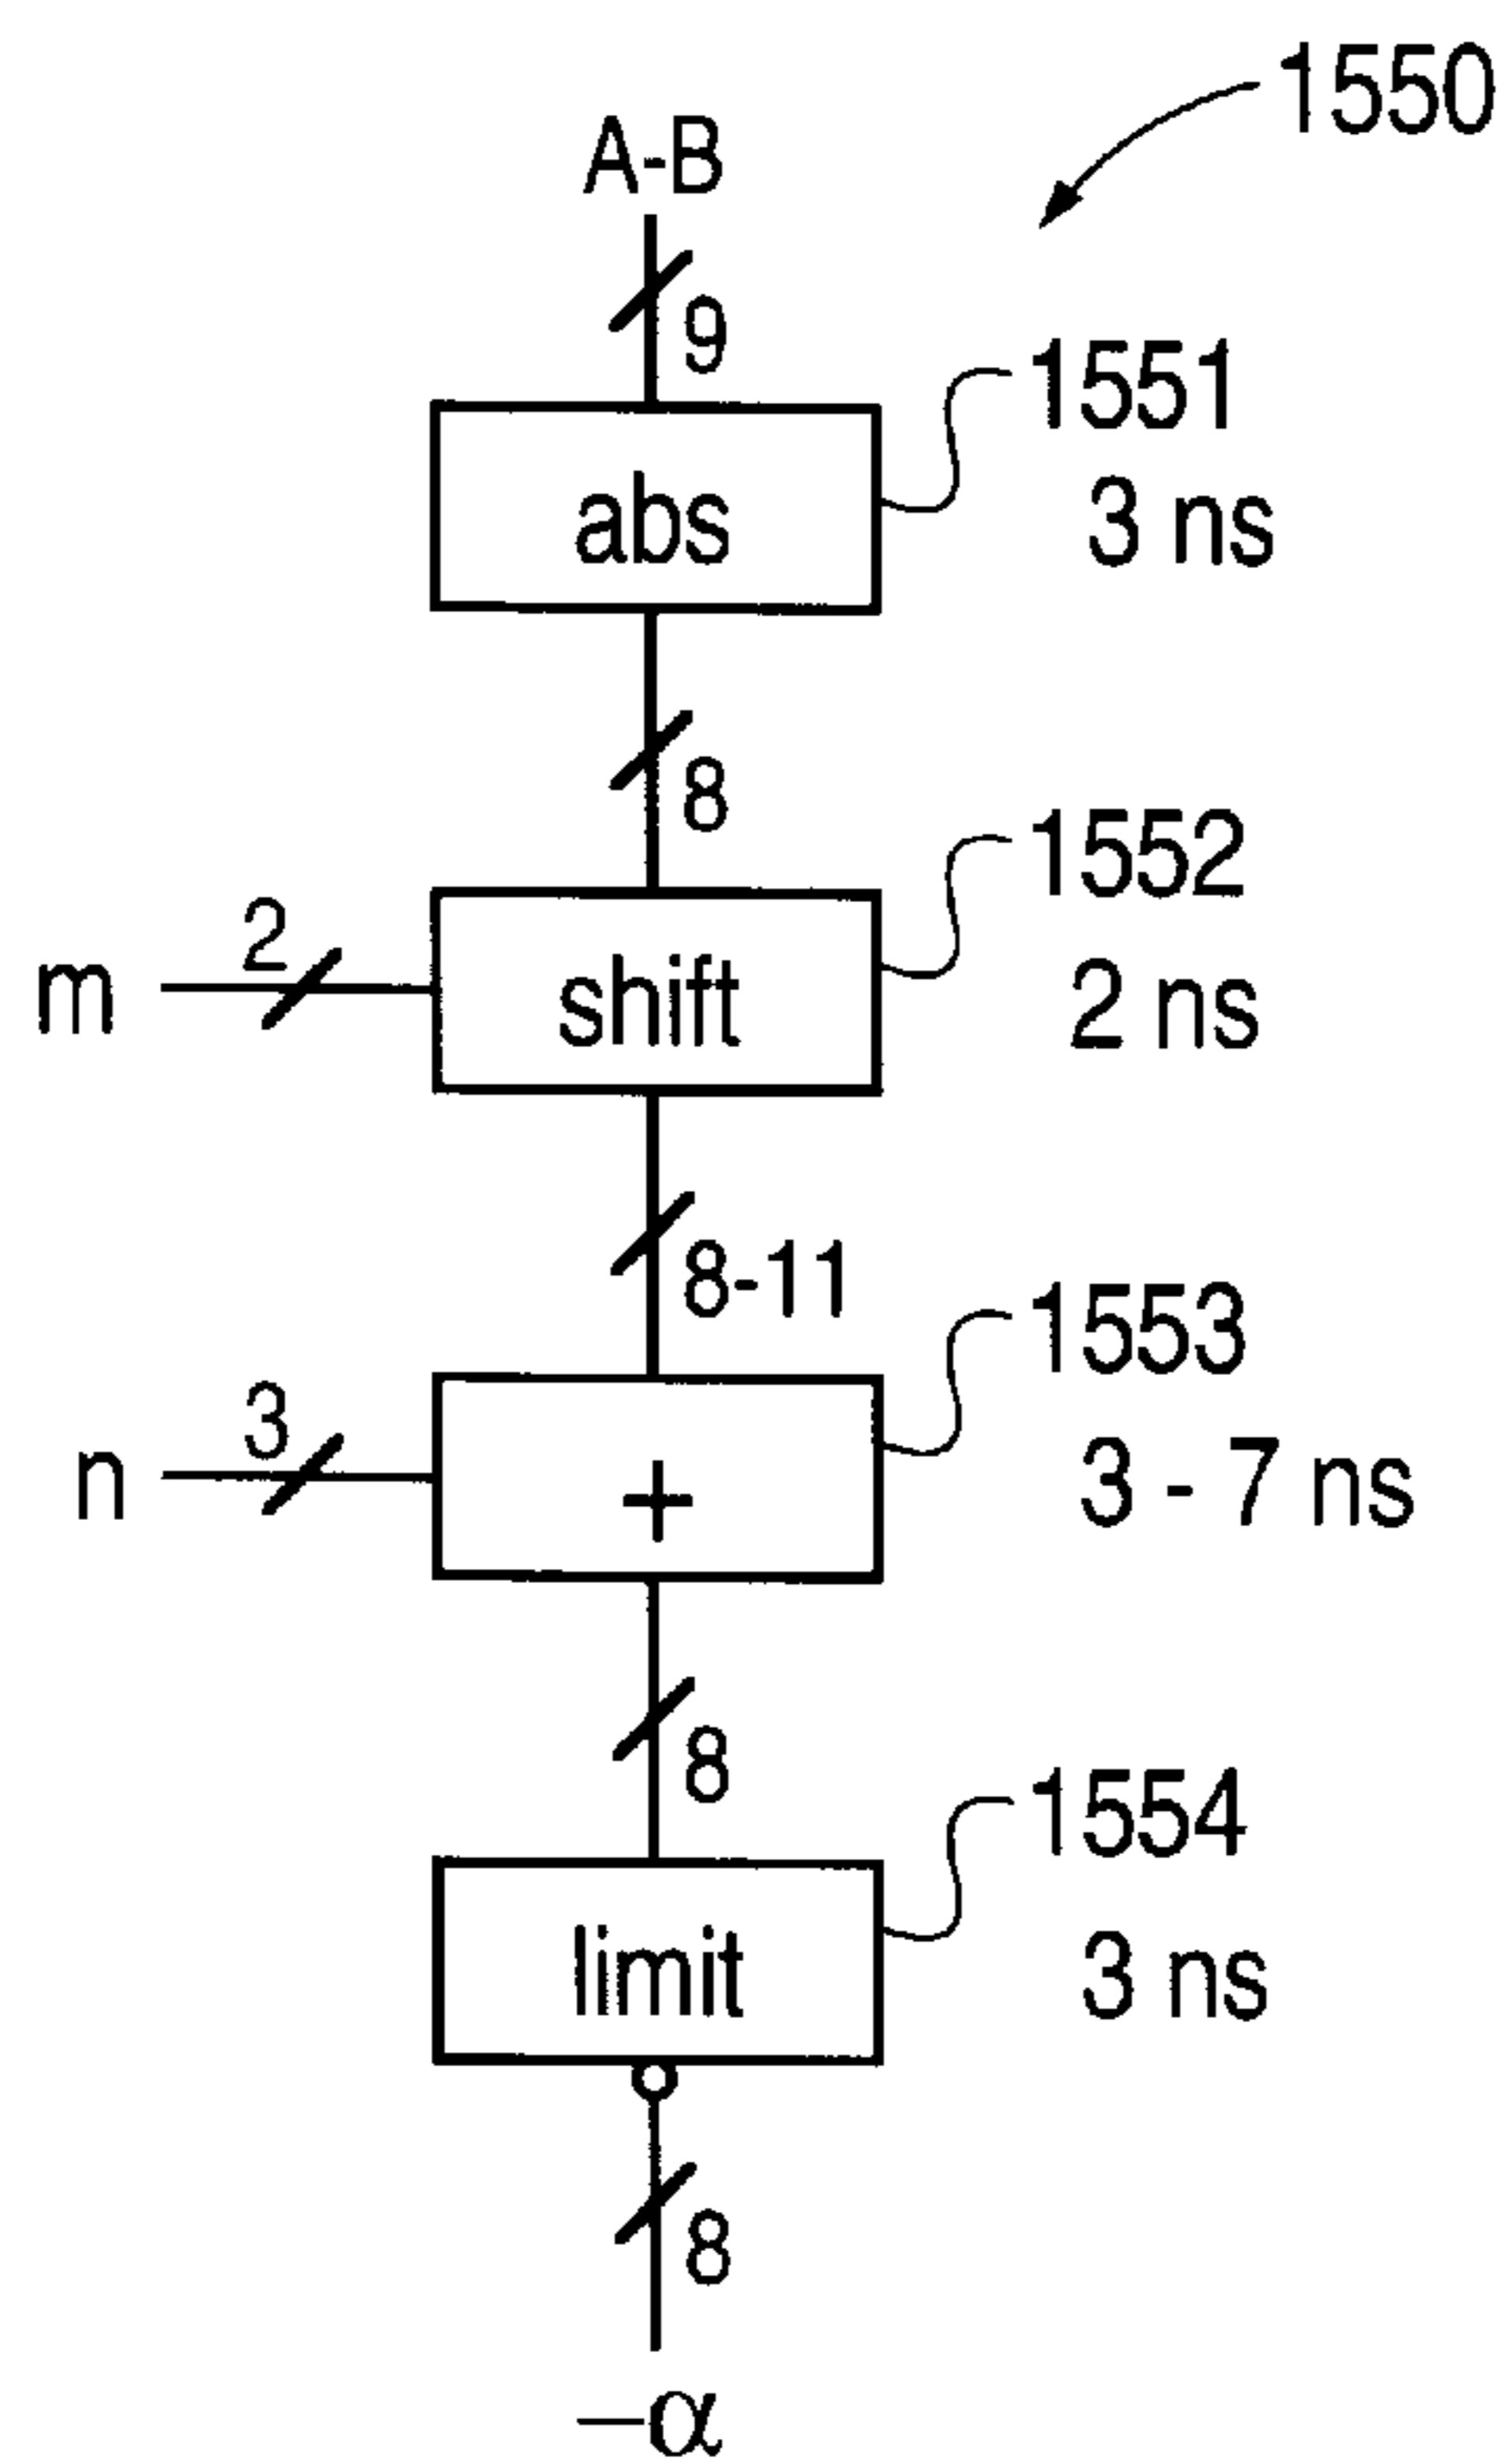 1550
A-B
9
1551
abs
3 ns
8
1552
2
m
shift
2 ns
8-11
1553
3
n
+
3 - 7 ns
8
1554
limit
3 ns
8
—α